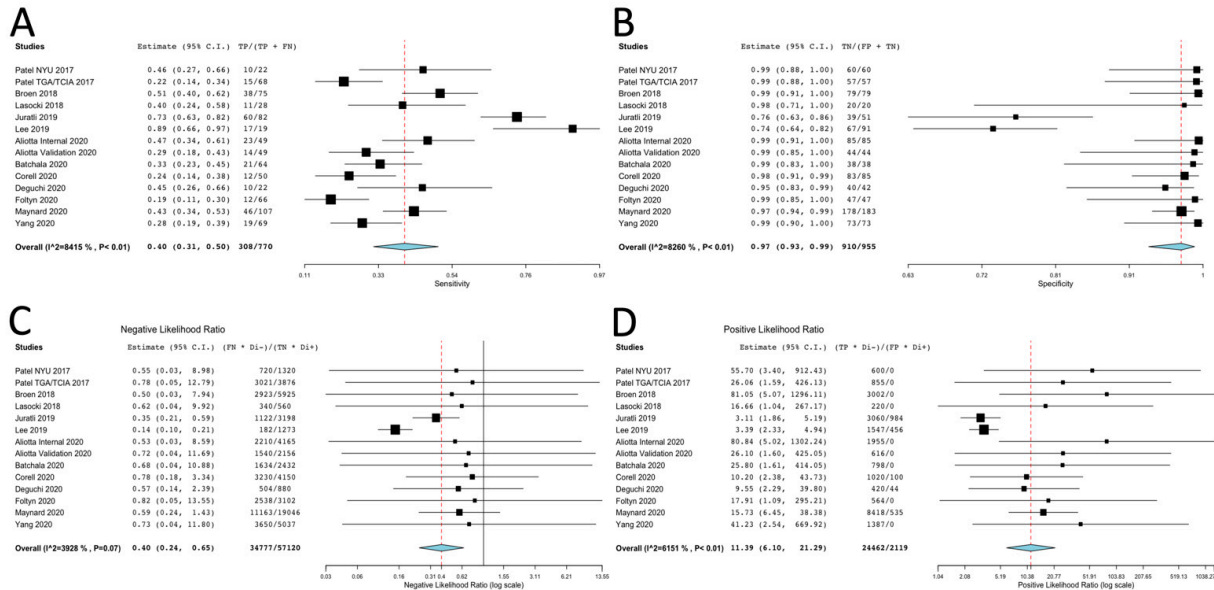 A
Studies Estimate (95% C.I.) TP/(TP + FN)
Patel NYU 2017 0.46 (0.27, 0.66) 10/22
Patel TGA/TCIA 2017 0.22 (0.14, 0.34) 15/68
Broen 2018 0.51 (0.40, 0.62) 38/75
Lasocki 2018 0.40 (0.24, 0.58) 11/28
Juratli 2019 0.73 (0.63, 0.82) 60/82
Lee 2019 0.89 (0.66, 0.97) 17/19
Aliotta Internal 2020 0.47 (0.34, 0.61) 23/49
Aliotta Validation 2020 0.29 (0.18, 0.43) 14/49
Batchala 2020 0.33 (0.23, 0.45) 21/64
Corell 2020 0.24 (0.14, 0.38) 12/50
Deguchi 2020 0.45 (0.26, 0.66) 10/22
Foltyn 2020 0.19 (0.11, 0.30) 12/66
Maynard 2020 0.43 (0.34, 0.53) 46/107
Yang 2020 0.28 (0.19, 0.39) 19/69
Overall (I^2=8415 % , P< 0.01) 0.40 (0.31, 0.50) 308/770
0.11 0.33 0.54 0.76 0.97
Sensitivity
B
Studies Estimate (95% C.I.) TN/(FP + TN)
Patel NYU 2017 0.99 (0.88, 1.00) 60/60
Patel TGA/TCIA 2017 0.99 (0.88, 1.00) 57/57
Broen 2018 0.99 (0.91, 1.00) 79/79
Lasocki 2018 0.98 (0.71, 1.00) 20/20
Juratli 2019 0.76 (0.63, 0.86) 39/51
Lee 2019 0.74 (0.64, 0.82) 67/91
Aliotta Internal 2020 0.99 (0.91, 1.00) 85/85
Aliotta Validation 2020 0.99 (0.85, 1.00) 44/44
Batchala 2020 0.99 (0.83, 1.00) 38/38
Corell 2020 0.98 (0.91, 0.99) 83/85
Deguchi 2020 0.95 (0.83, 0.99) 40/42
Foltyn 2020 0.99 (0.85, 1.00) 47/47
Maynard 2020 0.97 (0.94, 0.99) 178/183
Yang 2020 0.99 (0.90, 1.00) 73/73
Overall (I^2=8260 % , P< 0.01) 0.97 (0.93, 0.99) 910/955
0.63 0.72 0.81 0.91 1
Specificity
C
Negative Likelihood Ratio
Studies Estimate (95% C.I.) (FN * Di-)/(TN * Di+)
Patel NYU 2017 0.55 (0.03, 8.98) 720/1320
Patel TGA/TCIA 2017 0.78 (0.05, 12.79) 3021/3876
Broen 2018 0.50 (0.03, 7.94) 2923/5925
Lasocki 2018 0.62 (0.04, 9.92) 340/560
Juratli 2019 0.35 (0.21, 0.59) 1122/3198
Lee 2019 0.14 (0.10, 0.21) 182/1273
Aliotta Internal 2020 0.53 (0.03, 8.59) 2210/4165
Aliotta Validation 2020 0.72 (0.04, 11.69) 1540/2156
Batchala 2020 0.68 (0.04, 10.88) 1634/2432
Corell 2020 0.78 (0.18, 3.34) 3230/4150
Deguchi 2020 0.57 (0.14, 2.39) 504/880
Foltyn 2020 0.82 (0.05, 13.55) 2538/3102
Maynard 2020 0.59 (0.24, 1.43) 11163/19046
Yang 2020 0.73 (0.04, 11.80) 3650/5037
Overall (I^2=3928 % , P=0.07) 0.40 (0.24, 0.65) 34777/57120
0.03 0.06 0.16 0.31 0.4 0.62 1.55 3.11 6.21 13.55
Negative Likelihood Ratio (log scale)
D
Positive Likelihood Ratio
Studies Estimate (95% C.I.) (TP * Di-)/(FP * Di+)
Patel NYU 2017 55.70 (3.40, 912.43) 600/0
Patel TGA/TCIA 2017 26.06 (1.59, 426.13) 855/0
Broen 2018 81.05 (5.07, 1296.11) 3002/0
Lasocki 2018 16.66 (1.04, 267.17) 220/0
Juratli 2019 3.11 (1.86, 5.19) 3060/984
Lee 2019 3.39 (2.33, 4.94) 1547/456
Aliotta Internal 2020 80.84 (5.02, 1302.24) 1955/0
Aliotta Validation 2020 26.10 (1.60, 425.05) 616/0
Batchala 2020 25.80 (1.61, 414.05) 798/0
Corell 2020 10.20 (2.38, 43.73) 1020/100
Deguchi 2020 9.55 (2.29, 39.80) 420/44
Foltyn 2020 17.91 (1.09, 295.21) 564/0
Maynard 2020 15.73 (6.45, 38.38) 8418/535
Yang 2020 41.23 (2.54, 669.92) 1387/0
Overall (I^2=6151 % , P< 0.01) 11.39 (6.10, 21.29) 24462/2119
1.04 2.08 5.19 10.38 20.77 51.91 103.83 207.65 519.13 1038.27
Positive Likelihood Ratio (log scale)